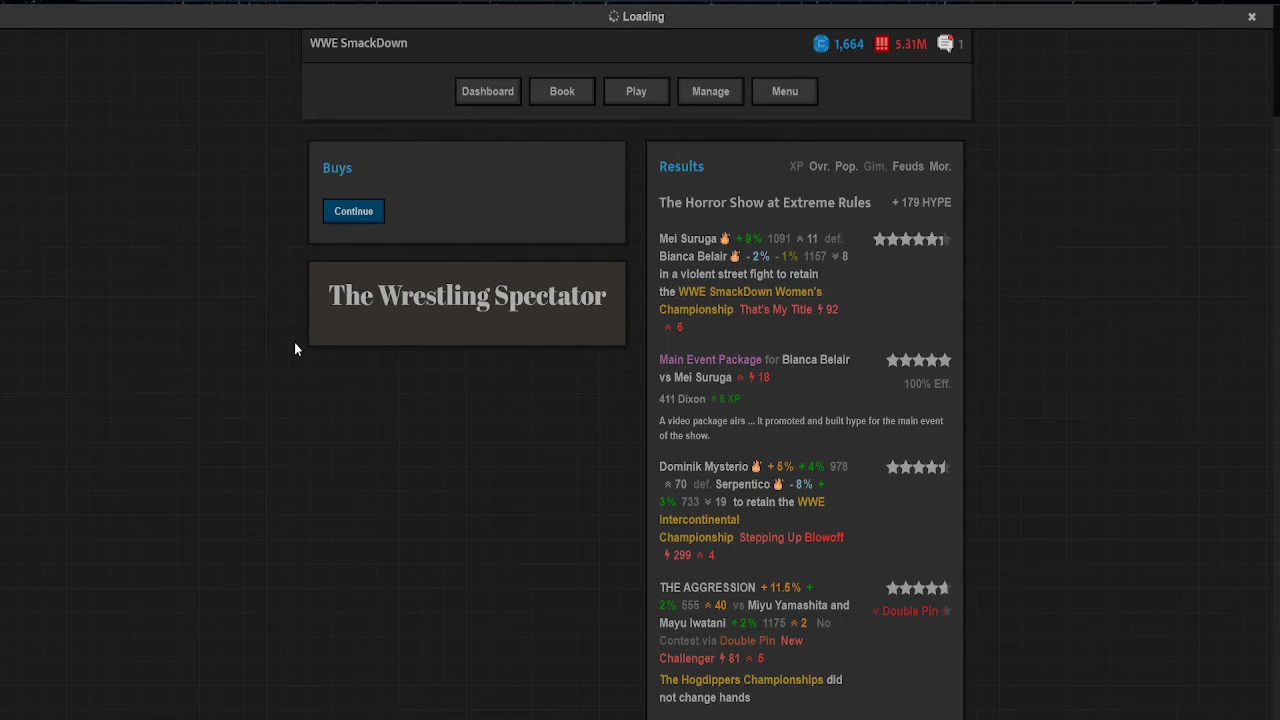 Loading
WWE SmackDown
1,664
5.31M
1
Dashboard
Book
Play
Manage
Menu
Buys
Continue
The Wrestling Spectator
Results
XP Ovr. Pop. Gim. Feuds Mor.
The Horror Show at Extreme Rules
+ 179 HYPE
Mei Suruga + 9% 1091 11 def.
Bianca Belair - 2% - 1% 1157 8
in a violent street fight to retain
the WWE SmackDown Women's
Championship That's My Title 92
6
Main Event Package for Bianca Belair
vs Mei Suruga 18
100% Eff.
411 Dixon + 6 XP
A video package airs ... It promoted and built hype for the main event
of the show.
Dominik Mysterio + 5% + 4% 978
70 def. Serpentico - 8% +
3% 733 19 to retain the WWE
Intercontinental
Championship Stepping Up Blowoff
299 4
THE AGGRESSION + 11.5% +
2% 555 40 vs Miyu Yamashita and
Mayu Iwatani + 2% 1175 2 No
Contest via Double Pin New
Challenger 81 5
Double Pin
The Hogdippers Championships did
not change hands